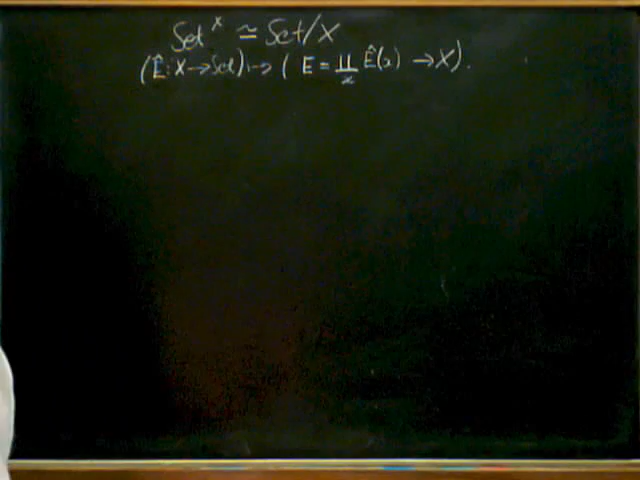 Set^X ≃ Set/X
(Ê: X → Set) ↦ ( E = ∐_x Ê(x) → X).